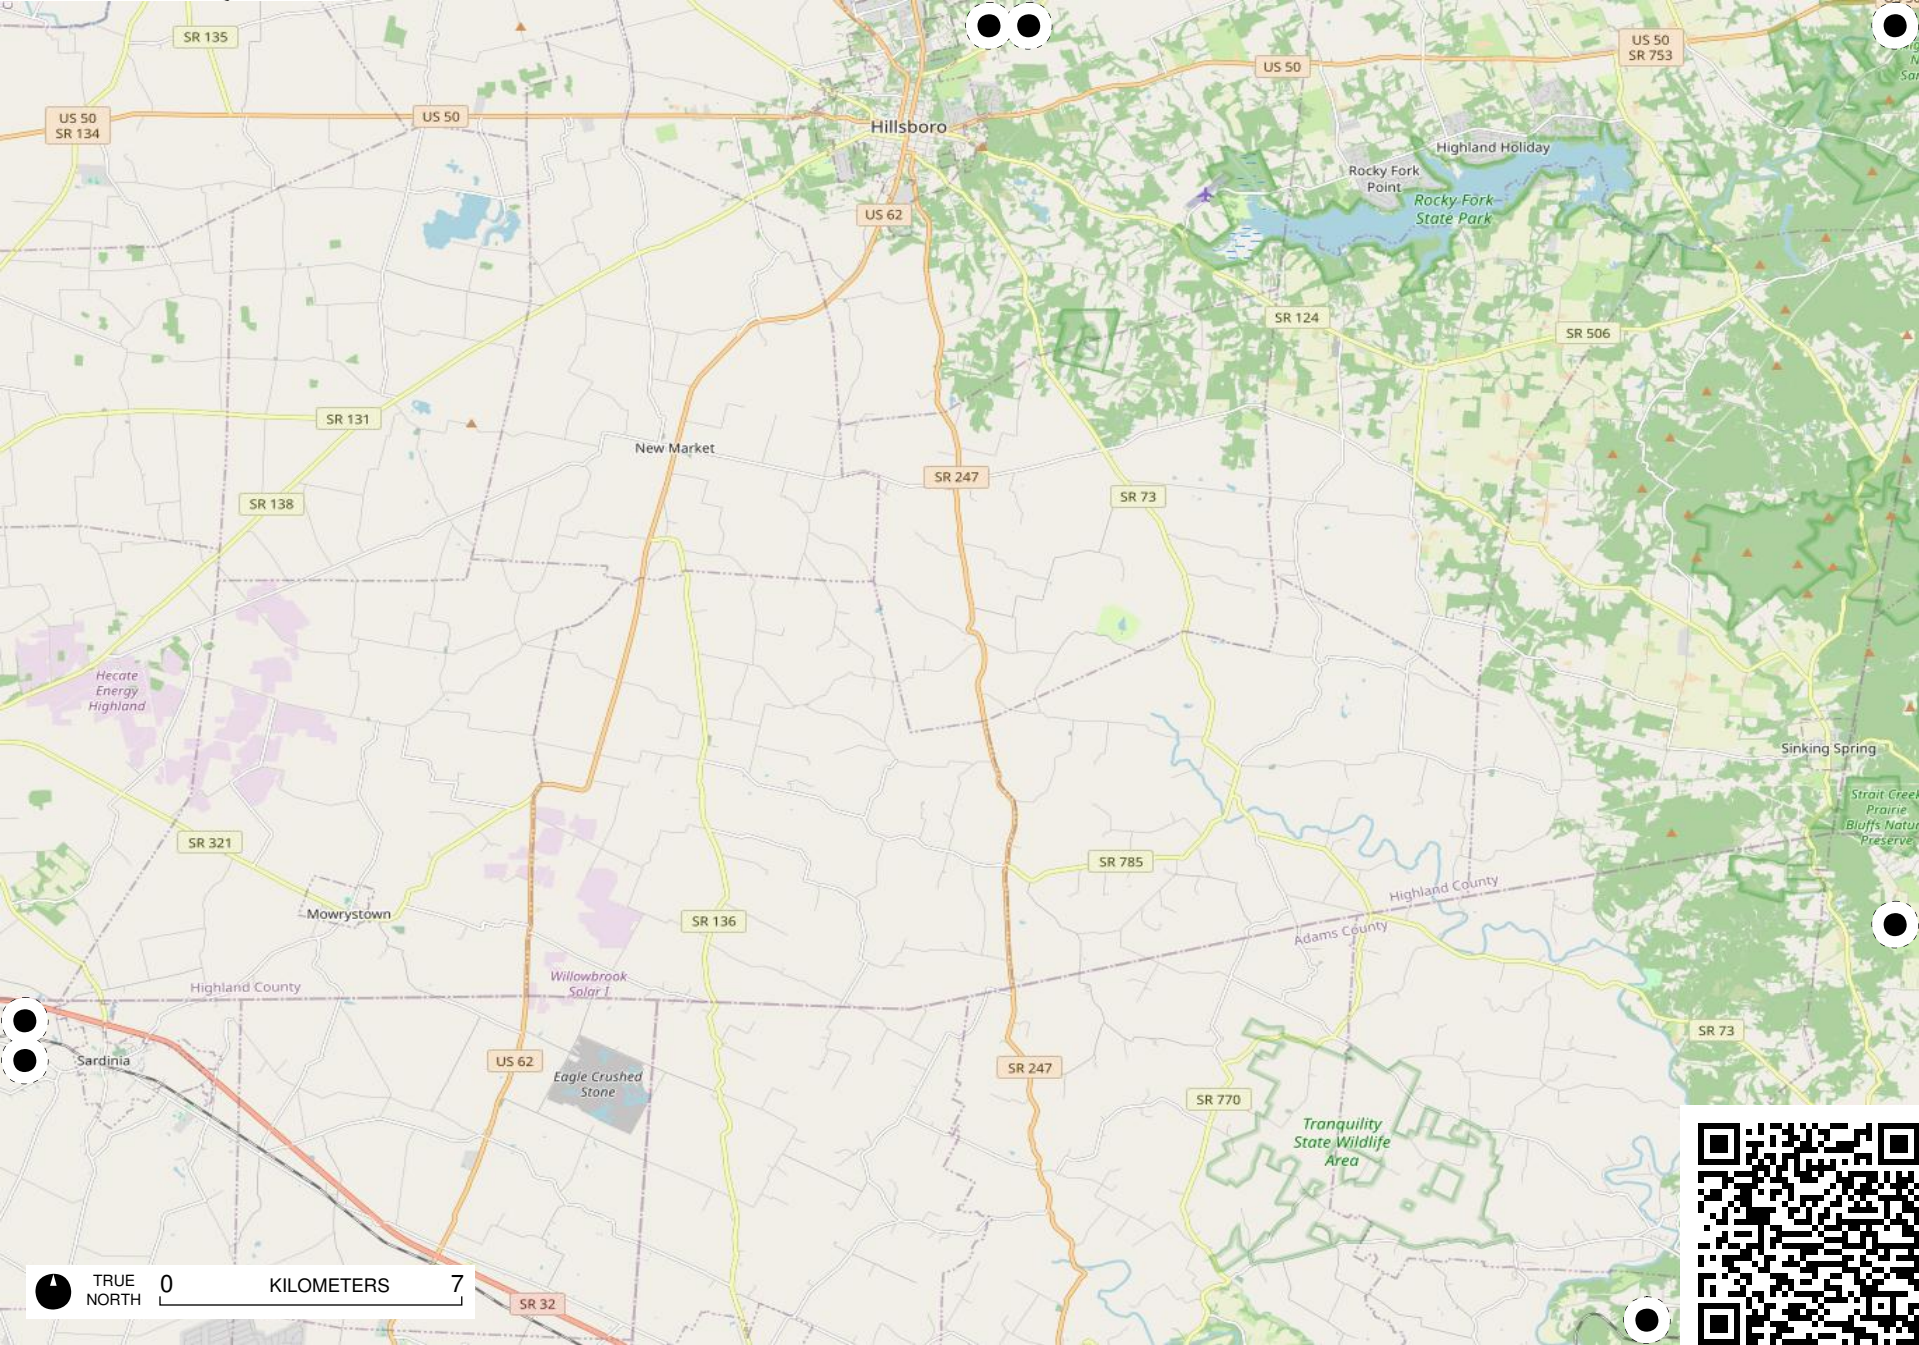 SR 135
US 50
SR 753
US 50
US 50
SR 134
US 50
Hillsboro
Highland Holiday
Rocky Fork
Point
Rocky Fork
State Park
US 62
SR 124
SR 506
SR 131
New Market
SR 247
SR 73
SR 138
Hecate
Energy
Highland
Sinking Spring
Strait Creek
Prairie
Bluffs Natur
Preserve
SR 321
SR 785
Highland County
Mowrystown
SR 136
Adams County
Willowbrook
Solar I
Highland County
SR 73
Sardinia
US 62
Eagle Crushed
Stone
SR 247
SR 770
Tranquility
State Wildlife
Area
TRUE
NORTH
0 KILOMETERS 7
SR 32